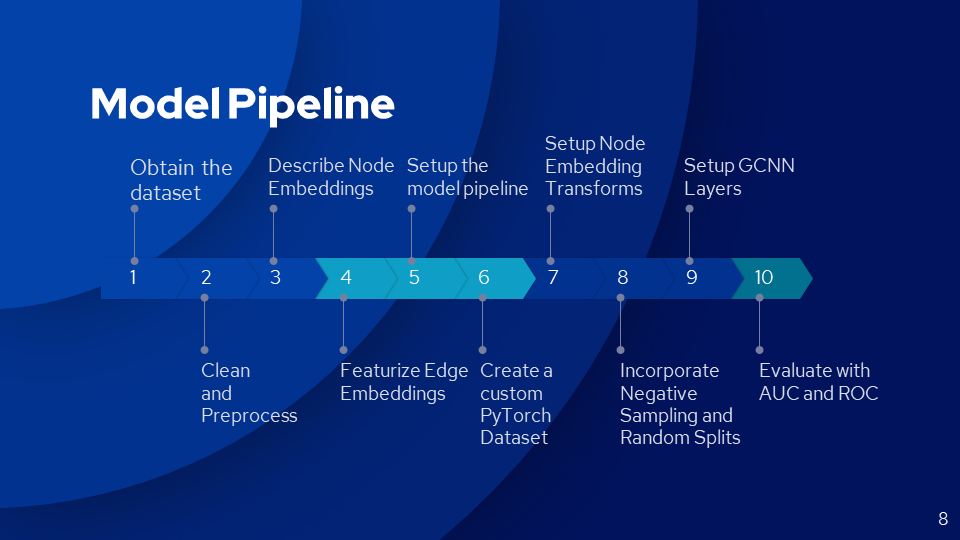 Model Pipeline
Obtain the
dataset
Describe Node
Embeddings
Setup the
model pipeline
Setup Node
Embedding
Transforms
Setup GCNN
Layers
1 2 3 4 5 6 7 8 9 10
Clean
and
Preprocess
Featurize Edge
Embeddings
Create a
custom
PyTorch
Dataset
Incorporate
Negative
Sampling and
Random Splits
Evaluate with
AUC and ROC
8